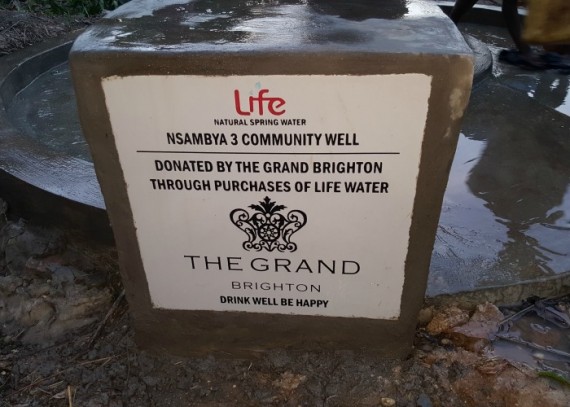 Life
NATURAL SPRING WATER
NSAMBYA 3 COMMUNITY WELL
DONATED BY THE GRAND BRIGHTON
THROUGH PURCHASES OF LIFE WATER
THE GRAND
BRIGHTON
DRINK WELL BE HAPPY